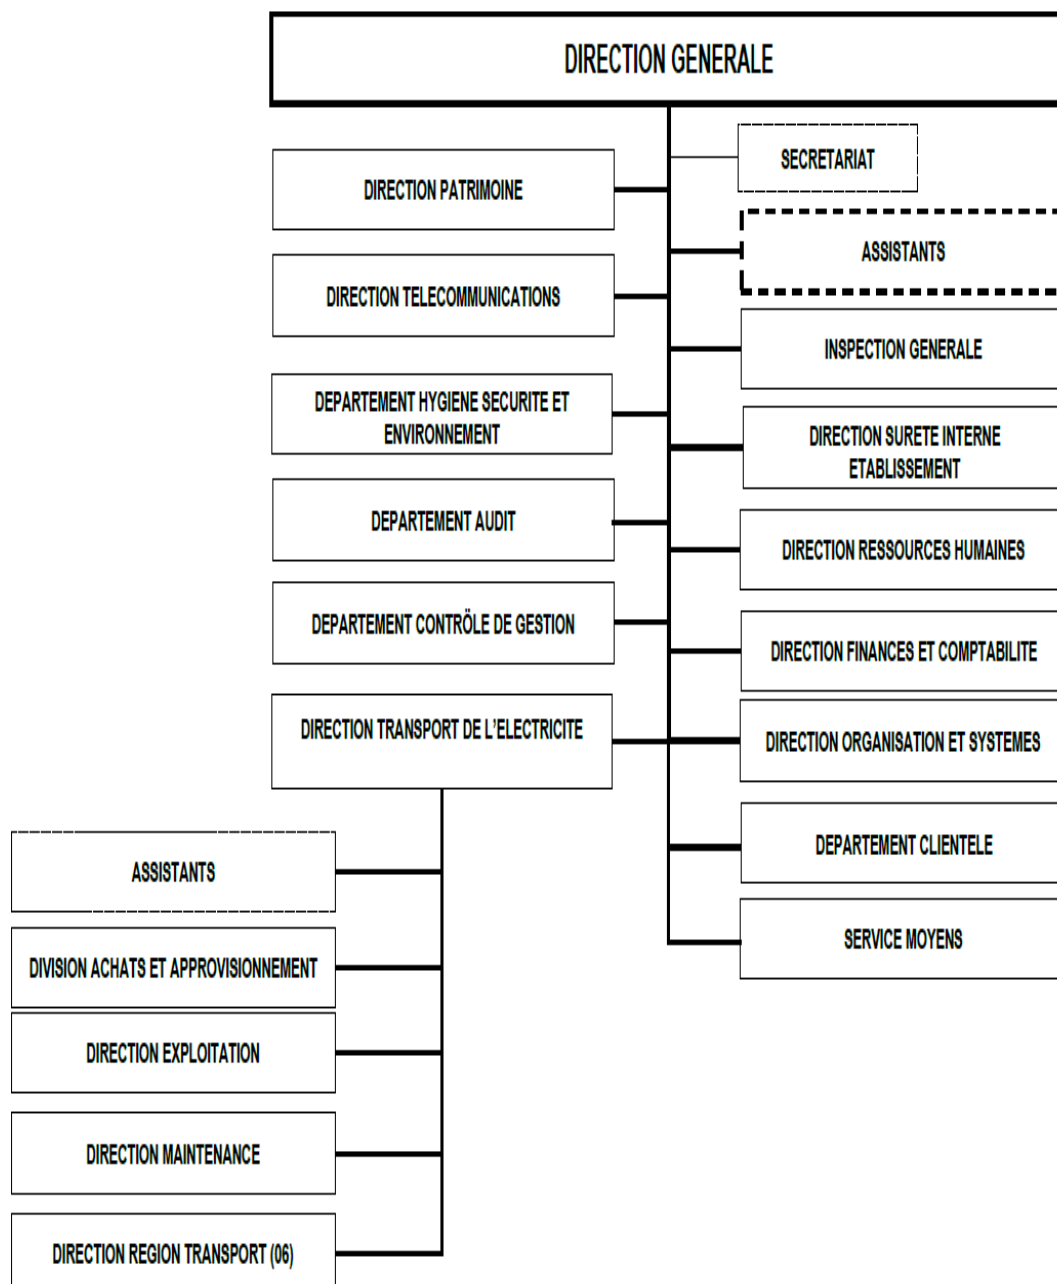 DIRECTION GENERALE
SECRETARIAT
DIRECTION PATRIMOINE
ASSISTANTS
DIRECTION TELECOMMUNICATIONS
INSPECTION GENERALE
DEPARTEMENT HYGIENE SECURITE ET
ENVIRONNEMENT
DIRECTION SURETE INTERNE
ETABLISSEMENT
DEPARTEMENT AUDIT
DIRECTION RESSOURCES HUMAINES
DEPARTEMENT CONTRÖLE DE GESTION
DIRECTION FINANCES ET COMPTABILITE
DIRECTION TRANSPORT DE L'ELECTRICITE
DIRECTION ORGANISATION ET SYSTEMES
DEPARTEMENT CLIENTELE
ASSISTANTS
SERVICE MOYENS
DIVISION ACHATS ET APPROVISIONNEMENT
DIRECTION EXPLOITATION
DIRECTION MAINTENANCE
DIRECTION REGION TRANSPORT (06)